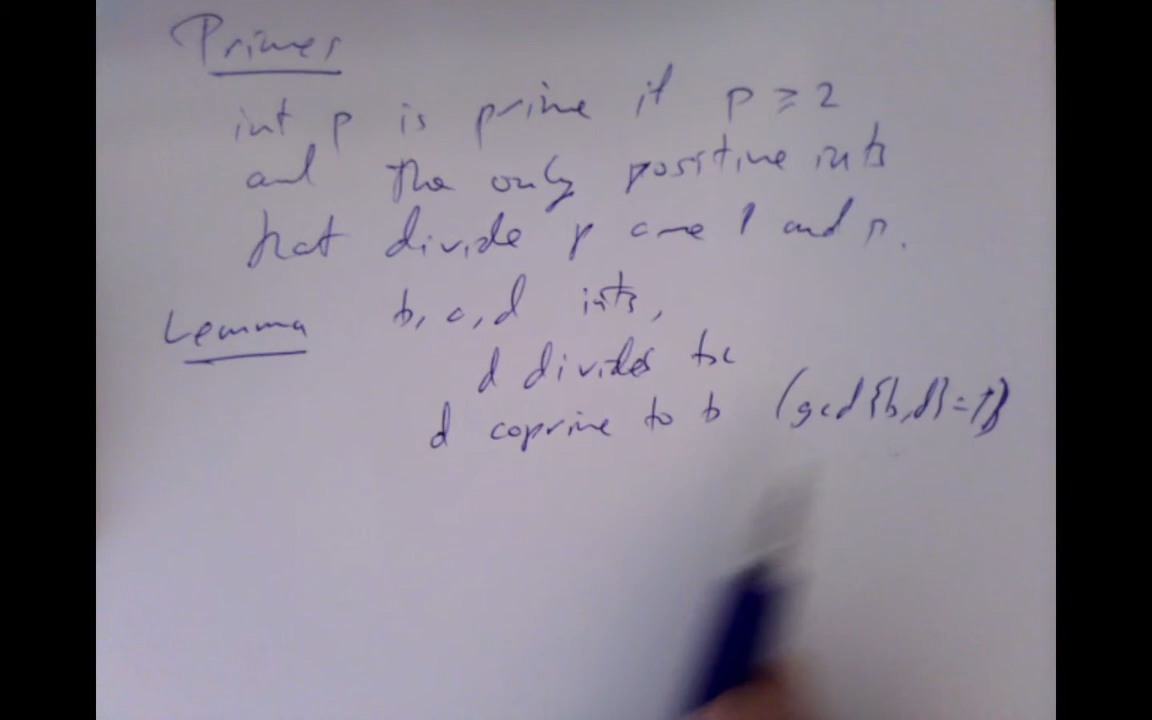 Primes
int p is prime if p ≥ 2
and the only positive ints
that divide p are 1 and p.
Lemma b, c, d ints,
d divides bc
d coprime to b (gcd{b,d}=1)